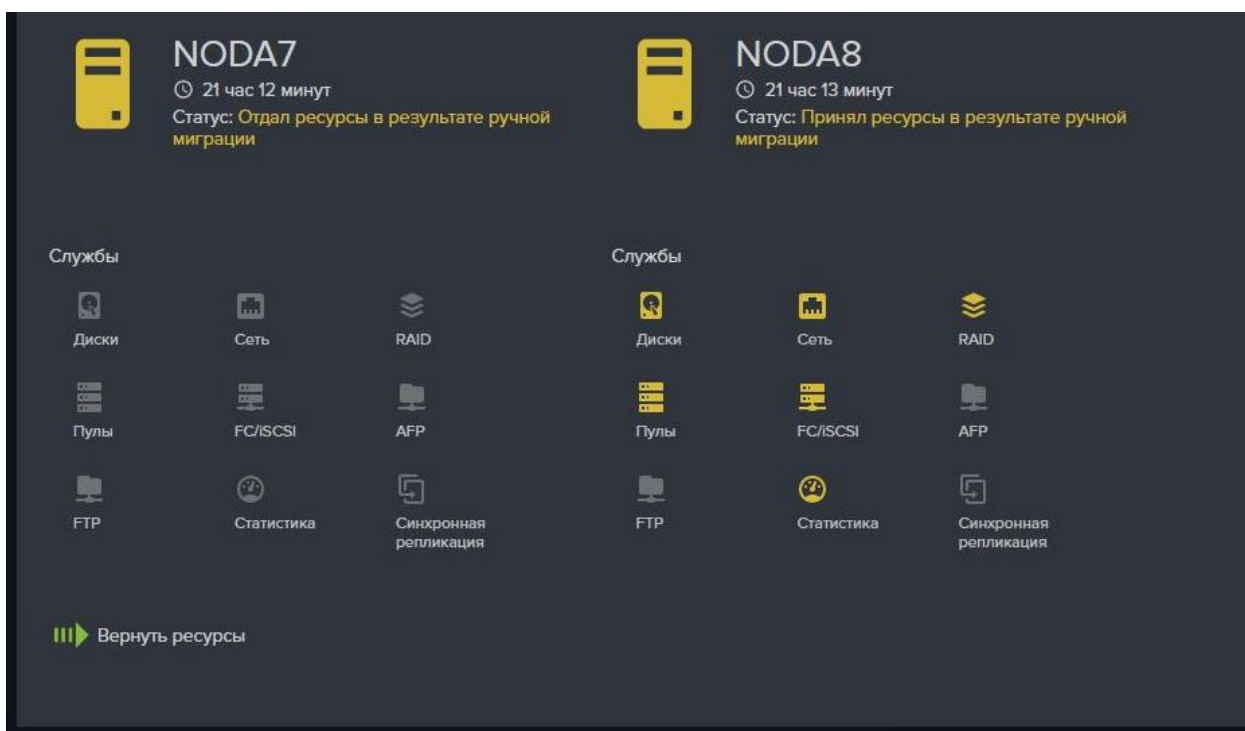 NODA7
21 час 12 минут
Статус: Отдал ресурсы в результате ручной
миграции
NODA8
21 час 13 минут
Статус: Принял ресурсы в результате ручной
миграции
Службы
Диски
Сеть
RAID
Пулы
FC/iSCSI
AFP
FTP
Статистика
Синхронная
репликация
Вернуть ресурсы
Службы
Диски
Сеть
RAID
Пулы
FC/iSCSI
AFP
FTP
Статистика
Синхронная
репликация